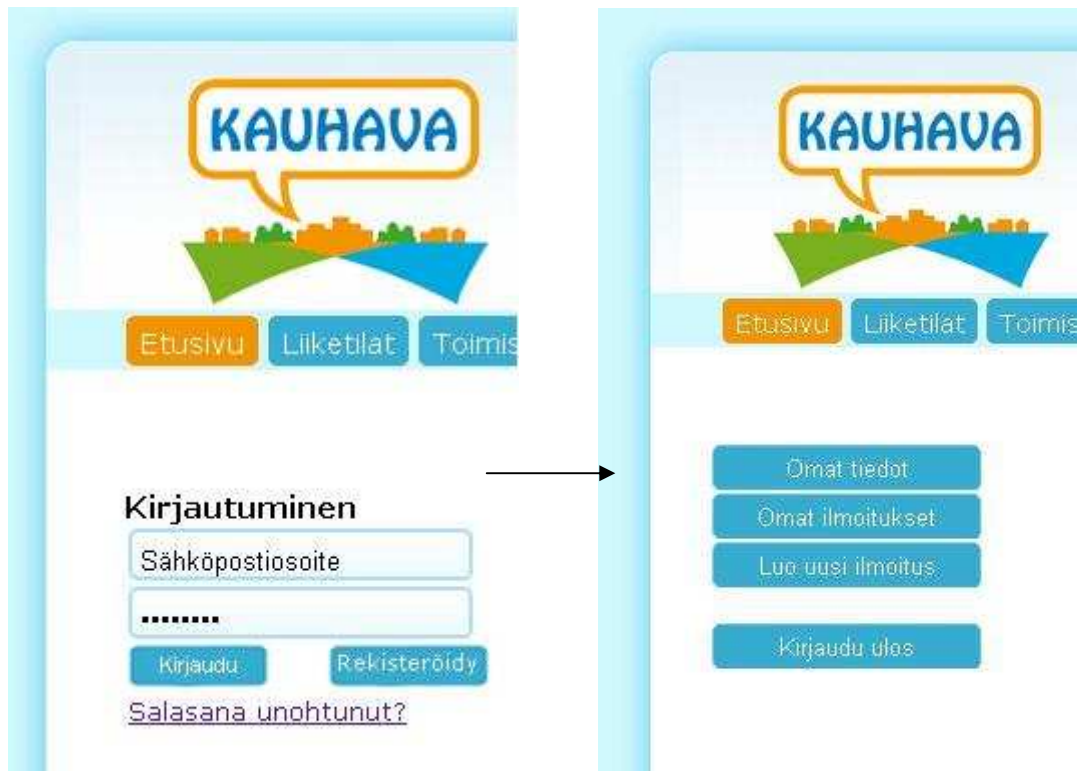 KAUHAVA
Etusivu Liiketilat Toimis
Kirjautuminen
Sähköpostiosoite
••••••••
Kirjaudu Rekisteröidy
Salasana unohtunut?
KAUHAVA
Etusivu Liiketilat Toimis
Omat tiedot
Omat ilmoitukset
Luo uusi ilmoitus
Kirjaudu ulos